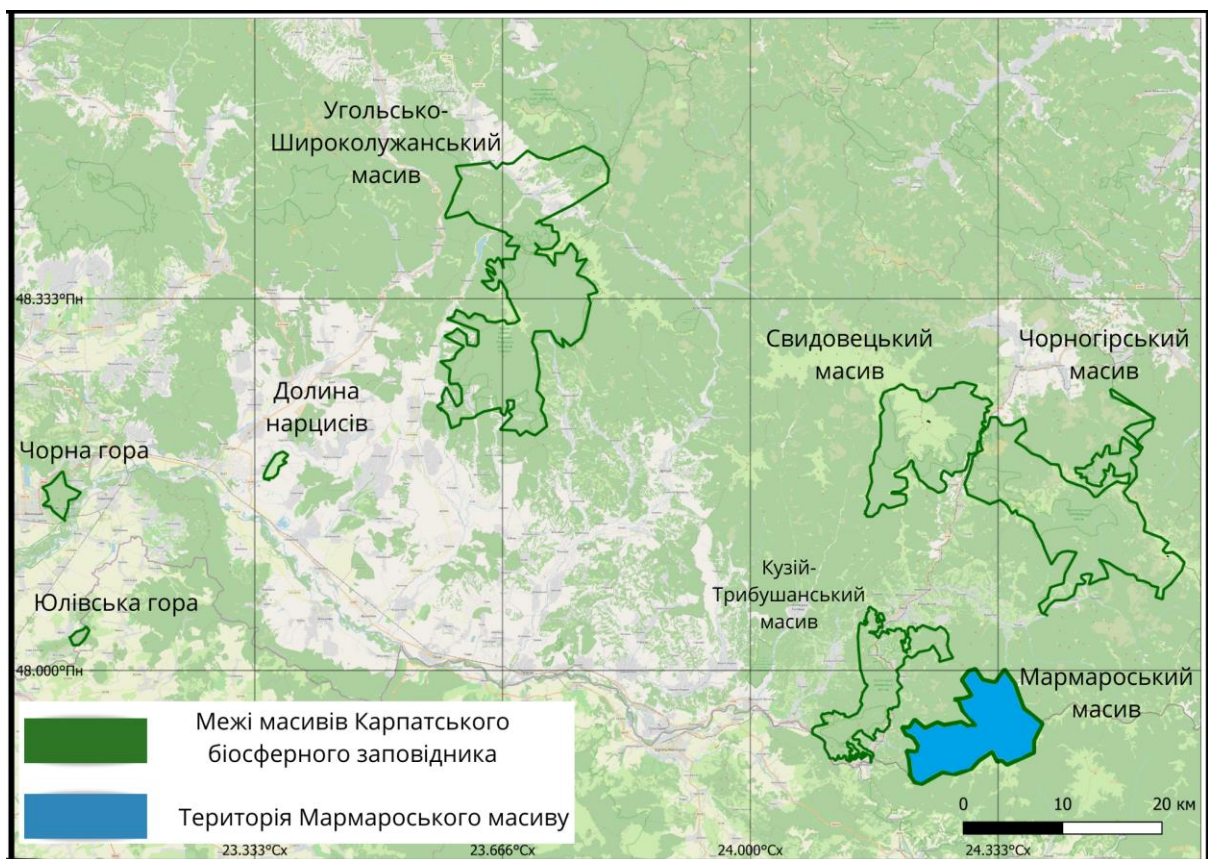 Угольсько-
Широколужанський
масив
48.333°Пн
Свидовецький
масив
Чорногірський
масив
Долина
нарцисів
Чорна гора
Кузій-
Трибушанський
масив
Юлівська гора
48.000°Пн
Мармароський
масив
Межі масивів Карпатського
біосферного заповідника
Територія Мармароського масиву
0 10 20 км
23.333°Сх 23.666°Сх 24.000°Сх 24.333°Сх